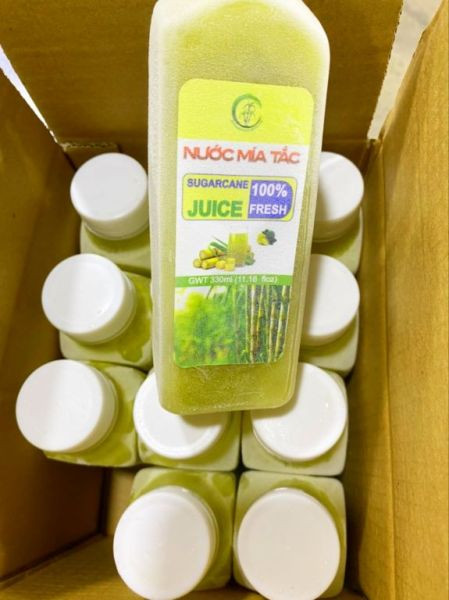 NƯỚC MÍA TẮC
SUGARCANE 100%
JUICE FRESH
GWT 330ml (11.16 floz)